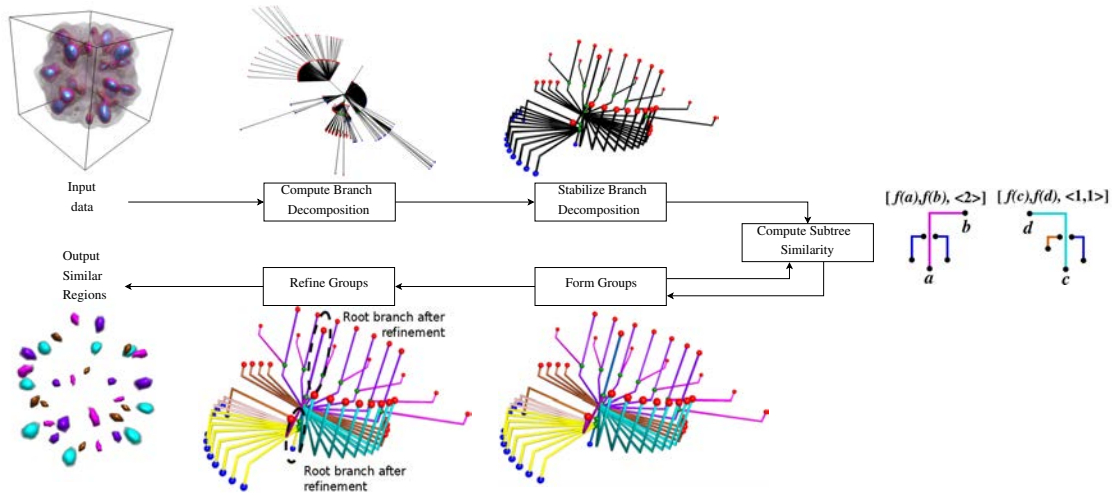 Input
data
Compute Branch
Decomposition
Stabilize Branch
Decomposition
[ f(a),f(b), <2>]
[ f(c),f(d), <1,1>]
b
d
a
c
Compute Subtree
Similarity
Output
Similar
Regions
Refine Groups
Form Groups
Root branch after
refinement
Root branch after
refinement